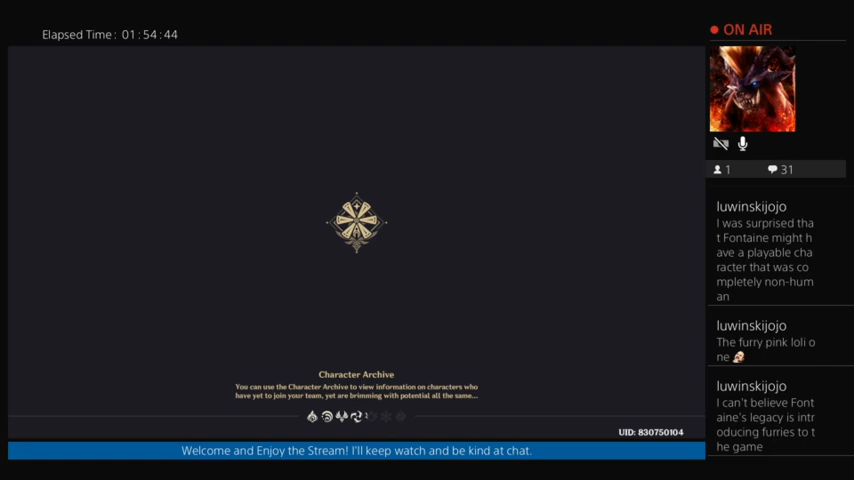 Elapsed Time: 01:54:44
ON AIR
1
31
luwinskijojo
I was surprised tha
t Fontaine might h
ave a playable cha
racter that was co
mpletely non-hum
an
luwinskijojo
The furry pink loli o
ne
luwinskijojo
I can't believe Font
aine's legacy is intr
oducing furries to t
he game
Character Archive
You can use the Character Archive to view information on characters who
have yet to join your team, yet are brimming with potential all the same...
UID: 830750104
Welcome and Enjoy the Stream! I'll keep watch and be kind at chat.